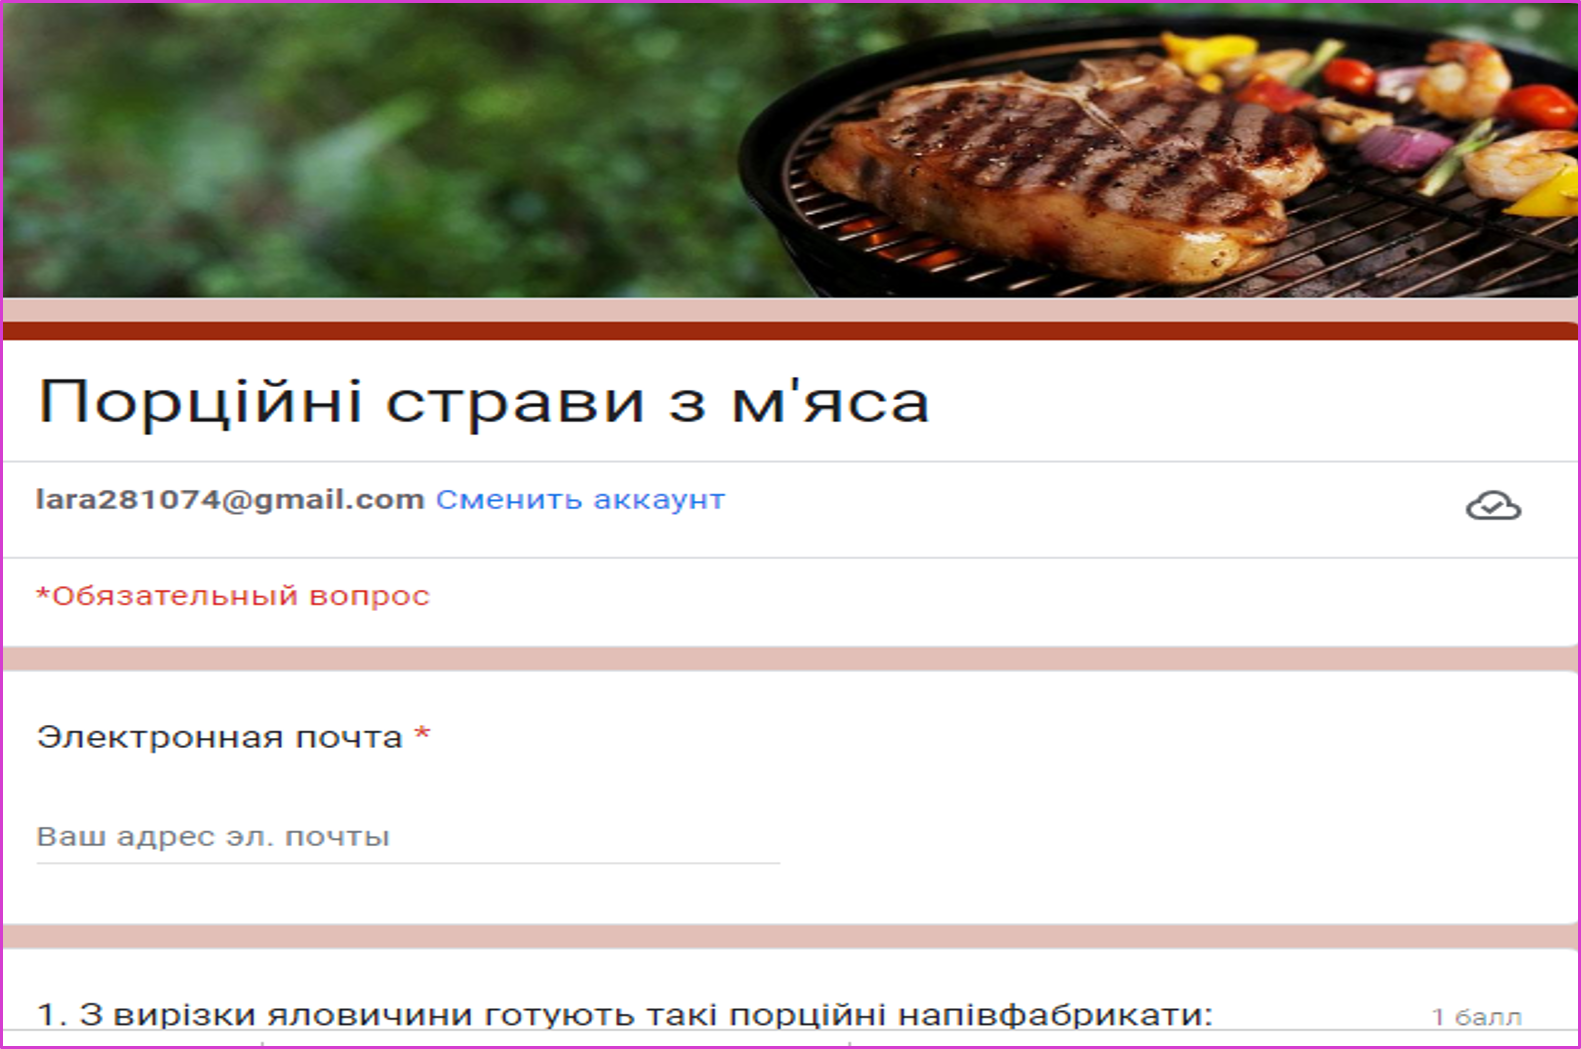 Порційні страви з м'яса
lara281074@gmail.com Сменить аккаунт
*Обязательный вопрос
Электронная почта *
Ваш адрес эл. почты
1. З вирізки яловичини готують такі порційні напівфабрикати: 1 балл